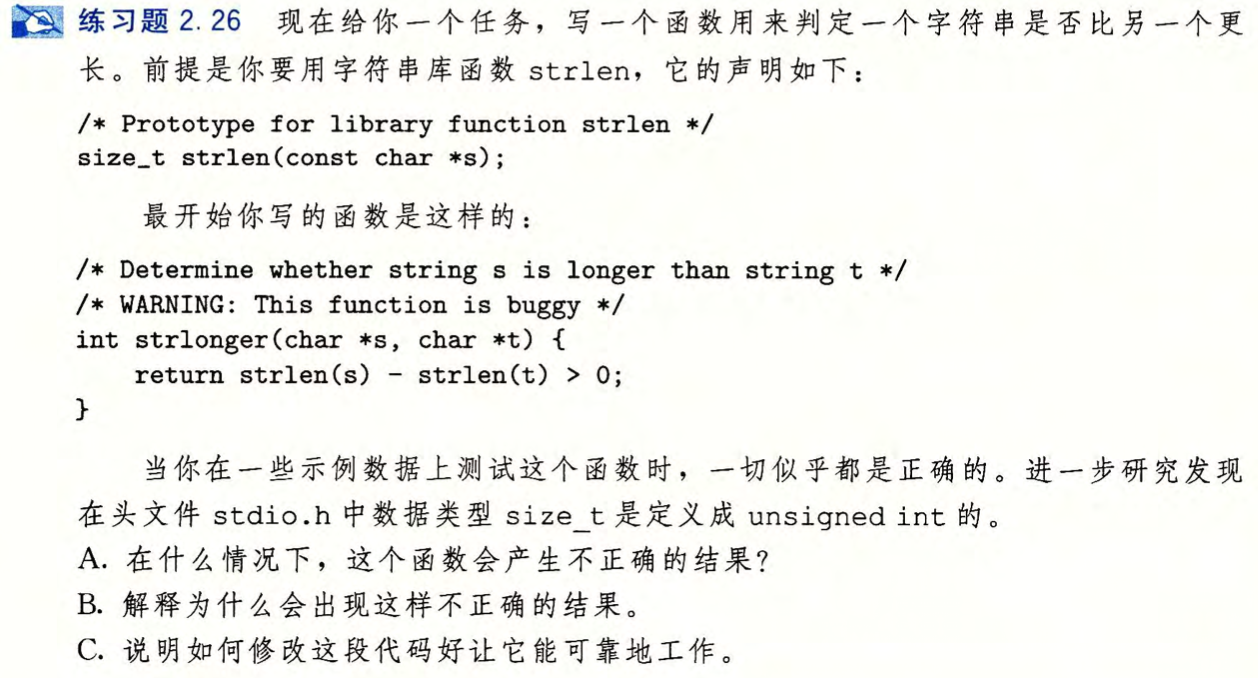 练习题 2.26 现在给你一个任务，写一个函数用来判定一个字符串是否比另一个更
长。前提是你要用字符串库函数 strlen，它的声明如下：
/* Prototype for library function strlen */
size_t strlen(const char *s);
最开始你写的函数是这样的：
/* Determine whether string s is longer than string t */
/* WARNING: This function is buggy */
int strlonger(char *s, char *t) {
    return strlen(s) - strlen(t) > 0;
}
当你在一些示例数据上测试这个函数时，一切似乎都是正确的。进一步研究发现
在头文件 stdio.h 中数据类型 size_t 是定义成 unsigned int 的。
A. 在什么情况下，这个函数会产生不正确的结果？
B. 解释为什么会出现这样不正确的结果。
C. 说明如何修改这段代码好让它能可靠地工作。